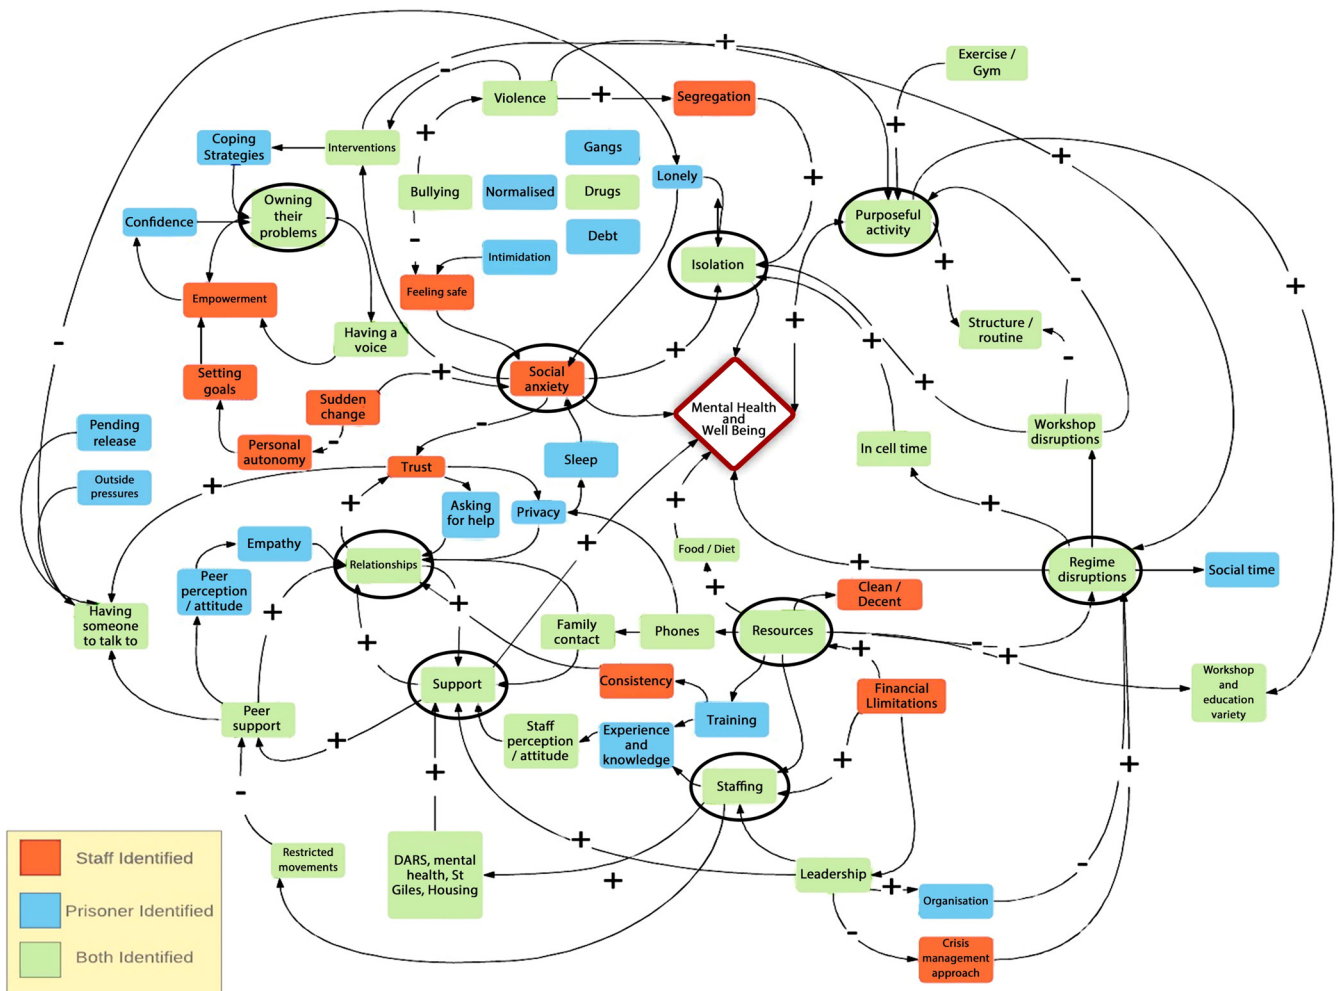 Exercise /
Gym
Violence
Segregation
Coping
Strategies
Interventions
Gangs
Lonely
Bullying
Normalised
Drugs
Owning
their
problems
Confidence
Purposeful
activity
Debt
Intimidation
Isolation
Feeling safe
Empowerment
Having a
voice
Structure /
routine
Setting
goals
Social
anxiety
Sudden
change
Mental Health
and
Well Being
Pending
release
Workshop
disruptions
Personal
autonomy
In cell time
Sleep
Trust
Outside
pressures
Asking
for help
Privacy
Empathy
Food / Diet
Relationships
Regime
disruptions
Social time
Peer
perception
/ attitude
Clean /
Decent
Having
someone
to talk to
Family
contact
Phones
Resources
Support
Consistency
Financial
Llimitations
Workshop
and
education
variety
Peer
support
Training
Staff
perception
/ attitude
Experience
and
knowledge
Staffing
Restricted
movements
DARS, mental
health, St
Giles, Housing
Leadership
Organisation
Crisis
management
approach
Staff Identified
Prisoner Identified
Both Identified